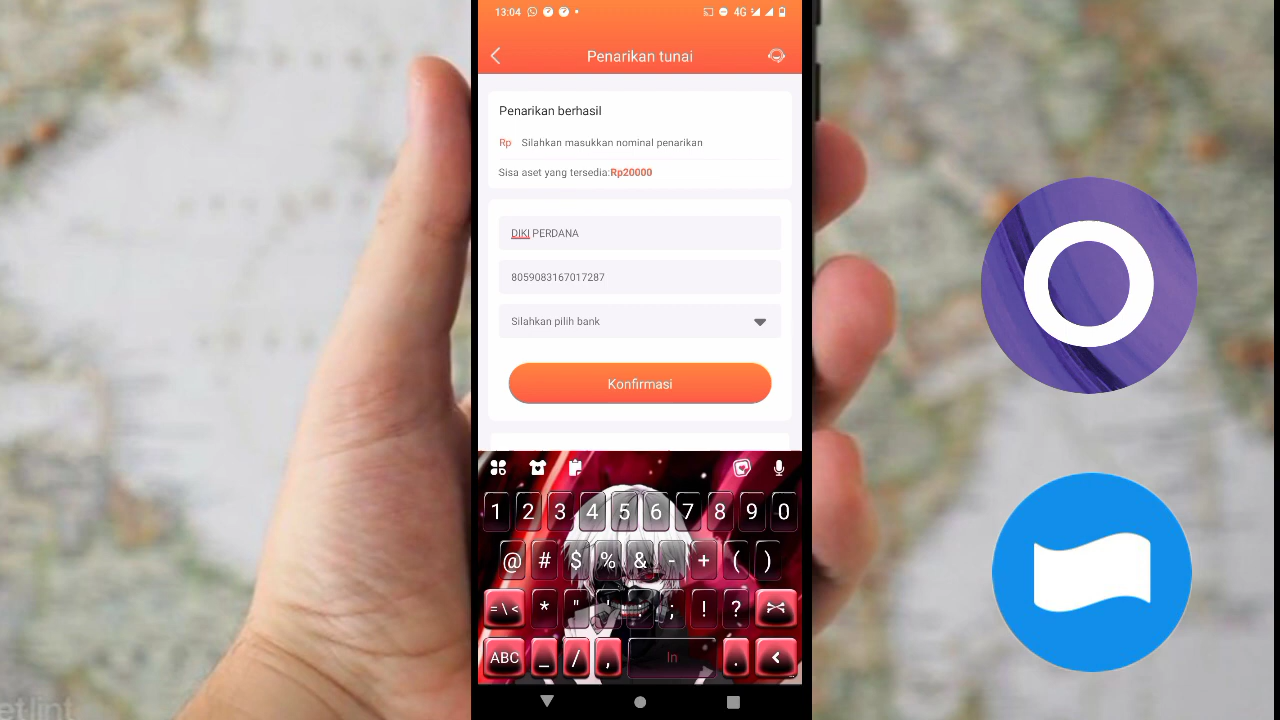 13:04
4G
Penarikan tunai
Penarikan berhasil
Rp Silahkan masukkan nominal penarikan
Sisa aset yang tersedia:Rp20000
DIKI PERDANA
8059083167017287
Silahkan pilih bank
Konfirmasi
1 2 3 4 5 6 7 8 9 0
@ # $ % & - + ( )
= \ < * " ' : ; ! ?
ABC _ / , In . <